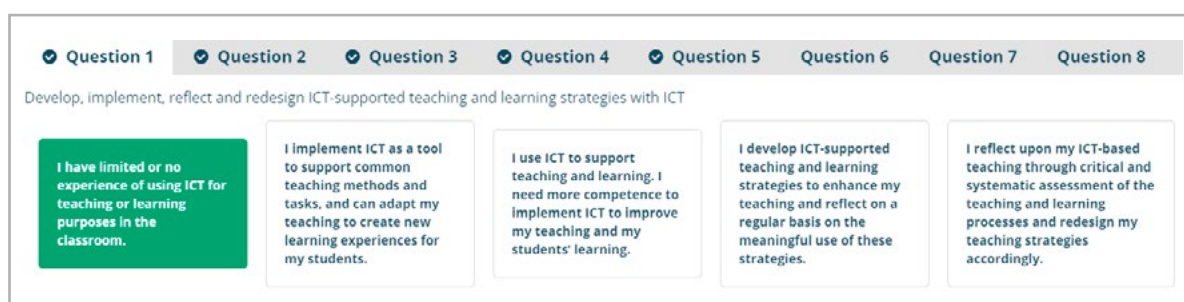 Question 1 Question 2 Question 3 Question 4 Question 5 Question 6 Question 7 Question 8
Develop, implement, reflect and redesign ICT-supported teaching and learning strategies with ICT
I have limited or no
experience of using ICT for
teaching or learning
purposes in the
classroom.
I implement ICT as a tool
to support common
teaching methods and
tasks, and can adapt my
teaching to create new
learning experiences for
my students.
I use ICT to support
teaching and learning. I
need more competence to
implement ICT to improve
my teaching and my
students' learning.
I develop ICT-supported
teaching and learning
strategies to enhance my
teaching and reflect on a
regular basis on the
meaningful use of these
strategies.
I reflect upon my ICT-based
teaching through critical and
systematic assessment of the
teaching and learning
processes and redesign my
teaching strategies
accordingly.